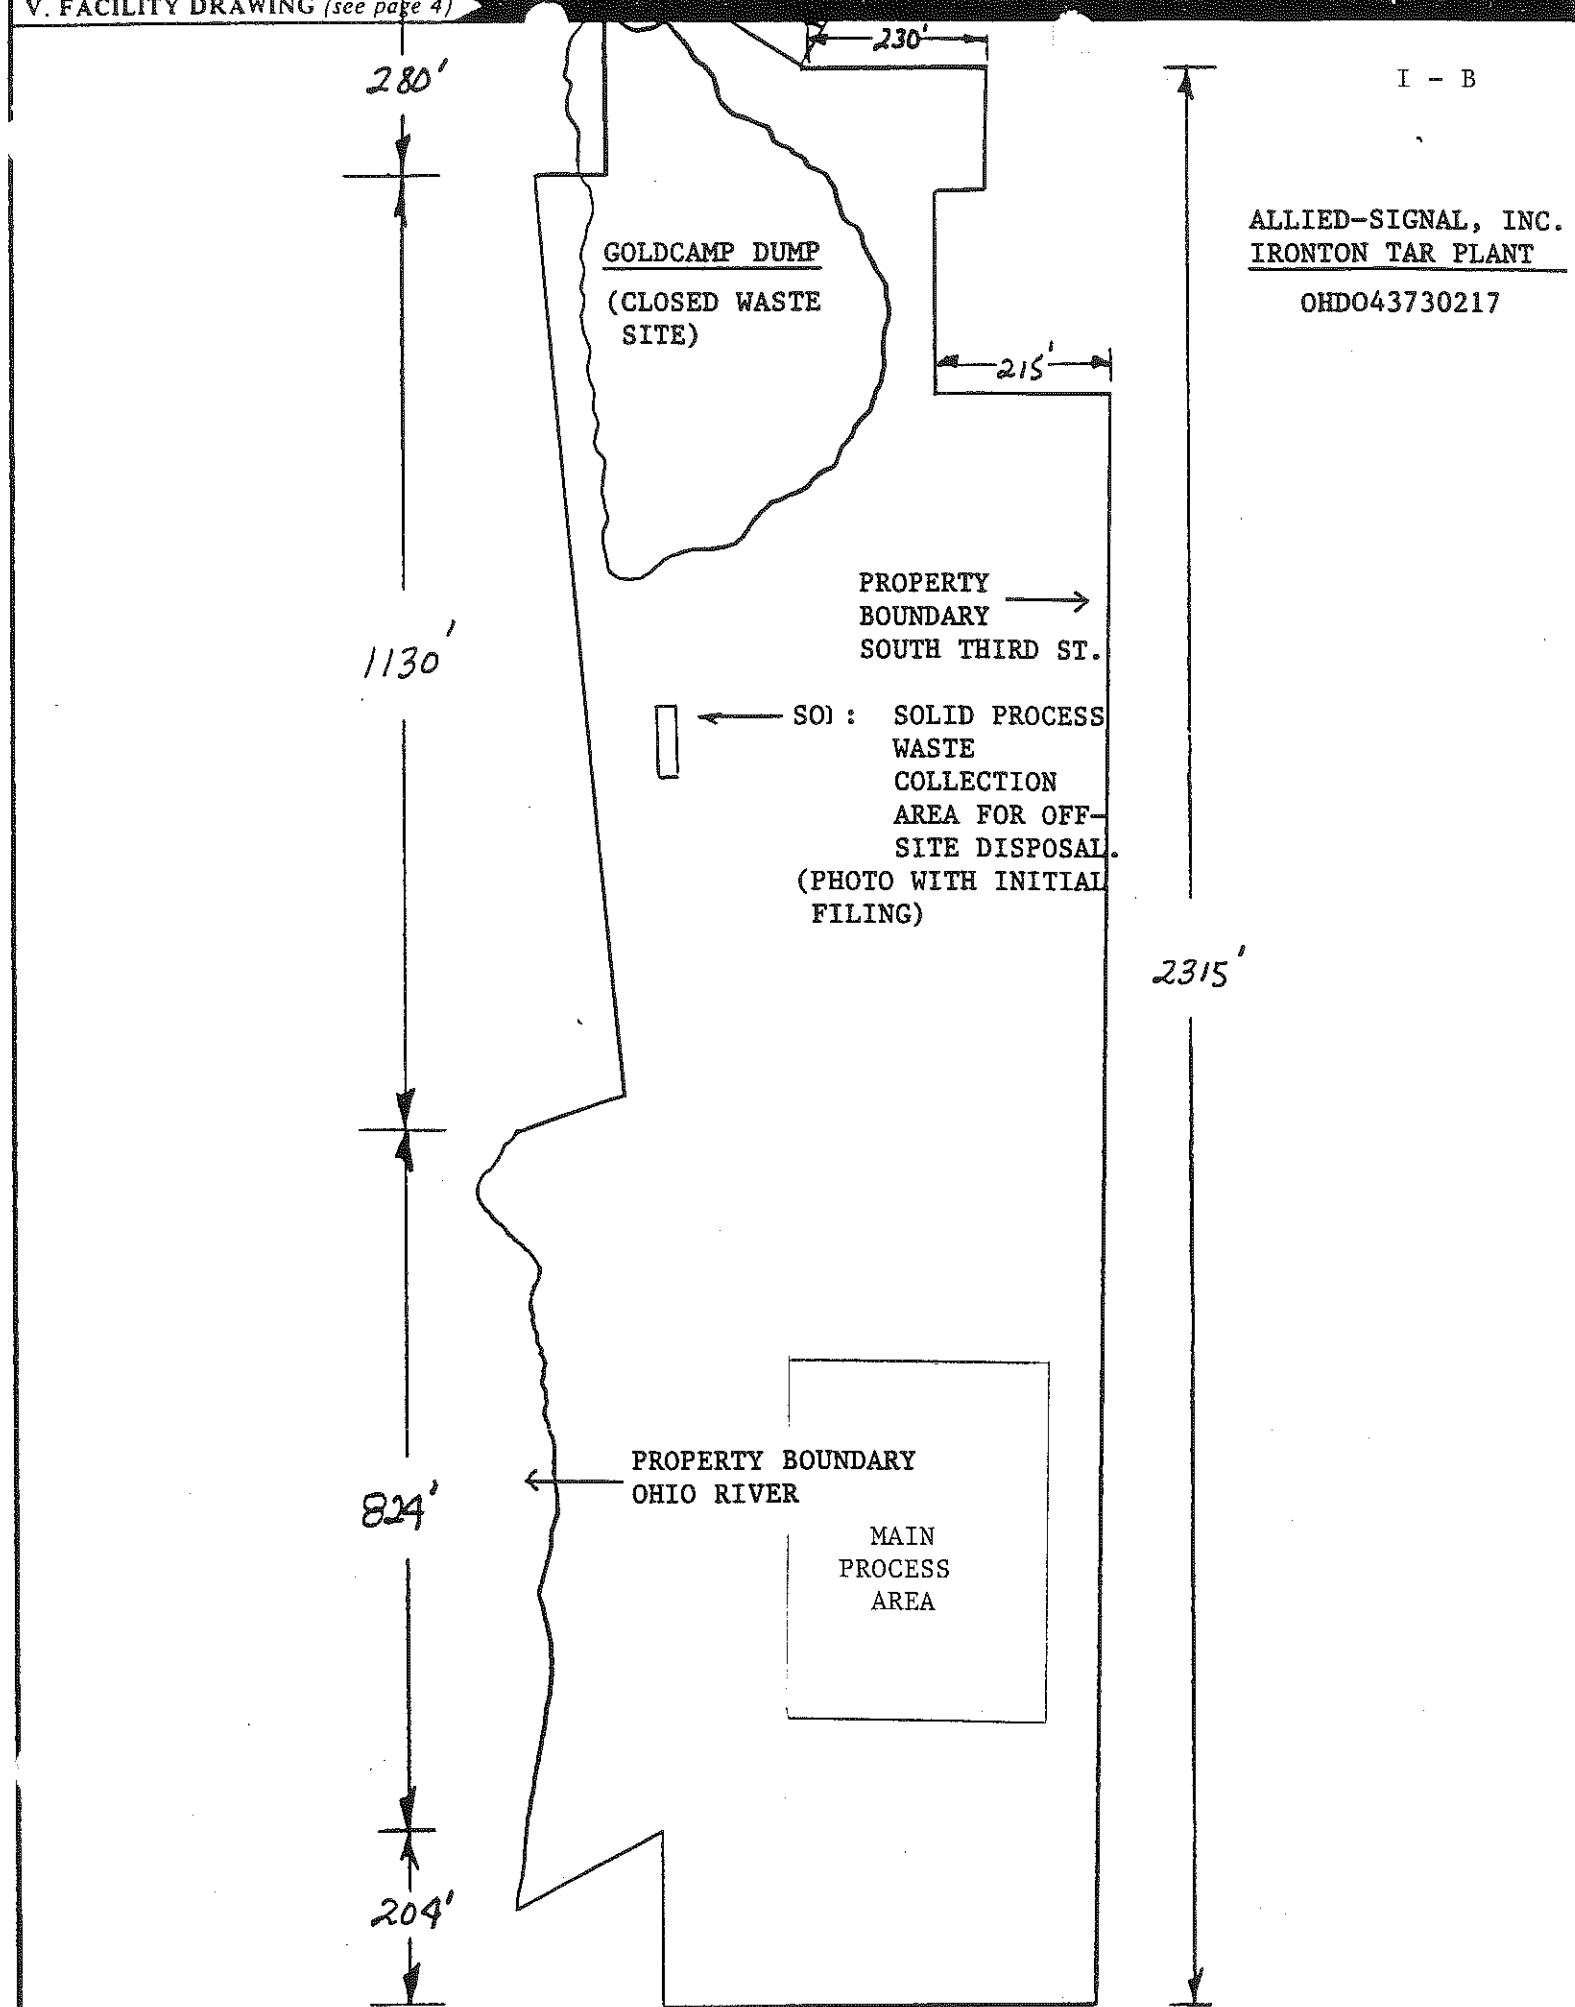 V. FACILITY DRAWING (see page 4)
230'
280'
I - B
ALLIED-SIGNAL, INC.
IRONTON TAR PLANT
OHD043730217
GOLDCAMP DUMP
(CLOSED WASTE
SITE)
215'
PROPERTY
BOUNDARY
SOUTH THIRD ST.
1130'
SO1: SOLID PROCESS
WASTE
COLLECTION
AREA FOR OFF-
SITE DISPOSAL.
(PHOTO WITH INITIAL
FILING)
2315'
PROPERTY BOUNDARY
OHIO RIVER
824'
MAIN
PROCESS
AREA
204'